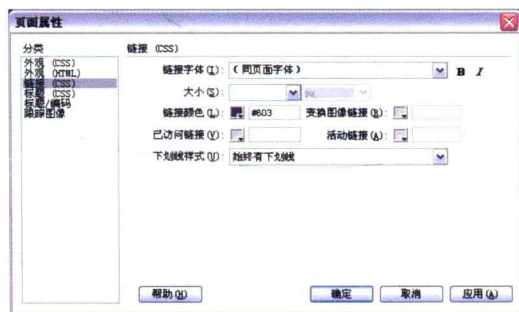 页面属性
分类
外观 (CSS)
外观 (HTML)
链接 (CSS)
标题 (CSS)
标题/编码
跟踪图像
链接 (CSS)
链接字体(I): (同页面字体) B I
大小(S): px
链接颜色(L): #603 变换图像链接(R):
已访问链接(V): 活动链接(A):
下划线样式(U): 始终有下划线
帮助(H) 确定 取消 应用(A)